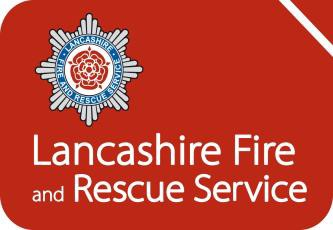 LANCASHIRE
FIRE AND RESCUE SERVICE
Lancashire Fire
and Rescue Service